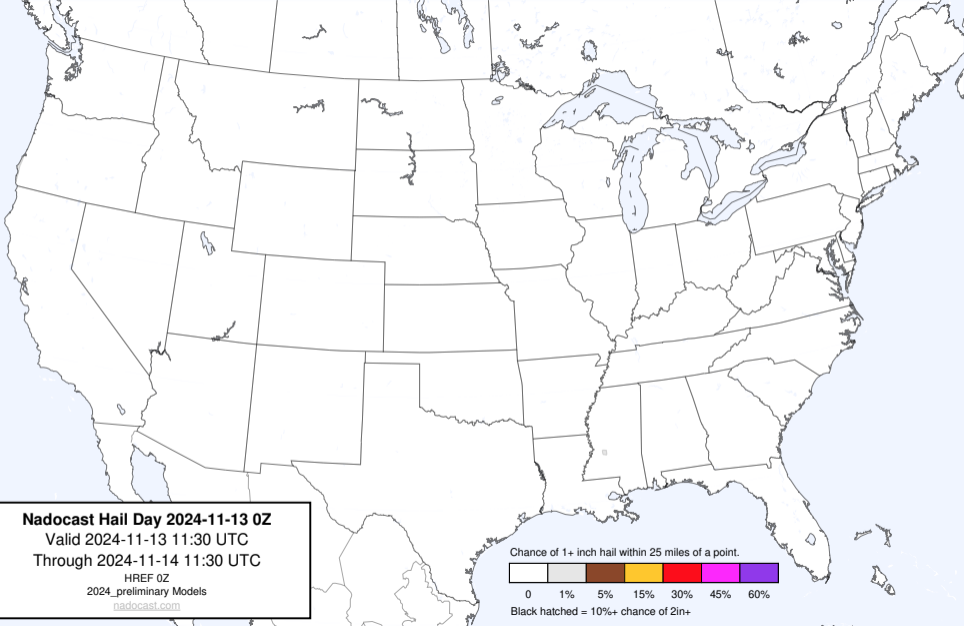 Nadocast Hail Day 2024-11-13 0Z
Valid 2024-11-13 11:30 UTC
Through 2024-11-14 11:30 UTC
HREF 0Z
2024_preliminary Models
nadocast.com
Chance of 1+ inch hail within 25 miles of a point.
0 1% 5% 15% 30% 45% 60%
Black hatched = 10%+ chance of 2in+